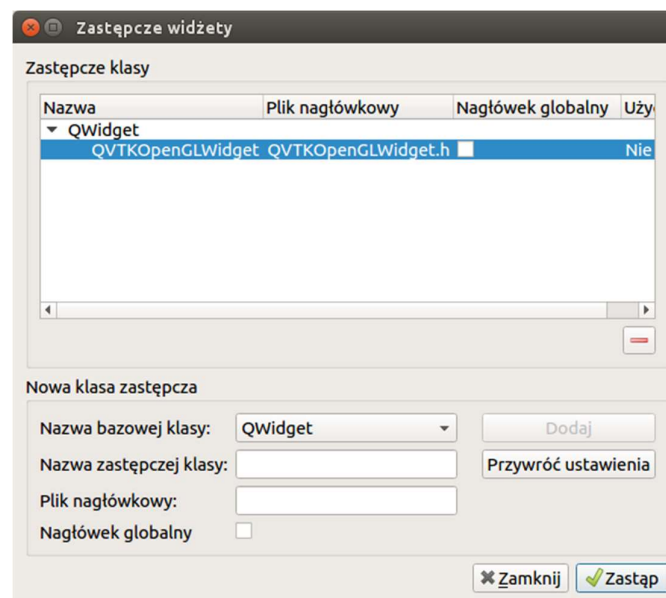 Zastępcze widżety
Zastępcze klasy
Nazwa Plik nagłówkowy Nagłówek globalny Uży
QWidget
QVTKOpenGLWidget QVTKOpenGLWidget.h Nie
Nowa klasa zastępcza
Nazwa bazowej klasy: QWidget Dodaj
Nazwa zastępczej klasy: Przywróć ustawienia
Plik nagłówkowy:
Nagłówek globalny
Zamknij Zastąp